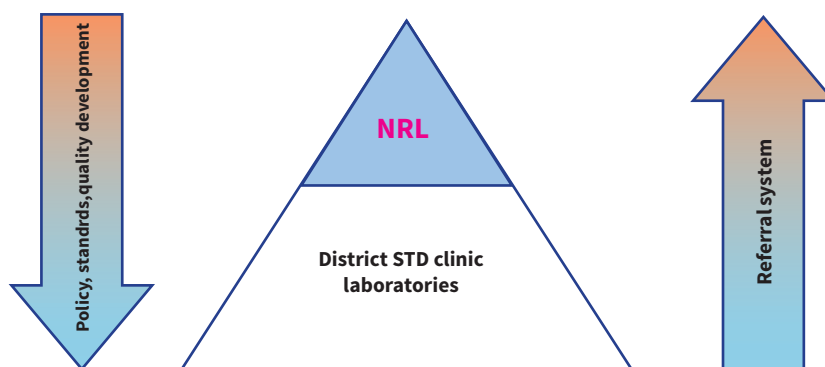 Policy, standrds,quality development
NRL
District STD clinic
laboratories
Referral system